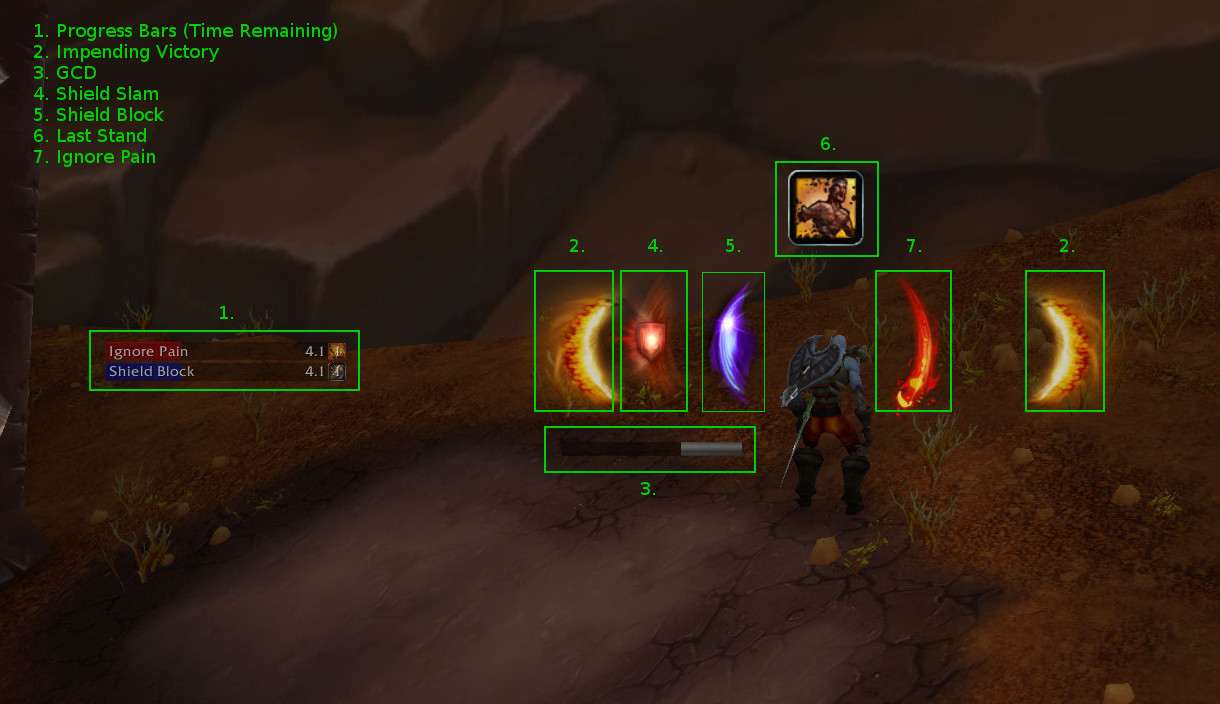 1. Progress Bars (Time Remaining)
2. Impending Victory
3. GCD
4. Shield Slam
5. Shield Block
6. Last Stand
7. Ignore Pain
6.
2.
4.
5.
7.
2.
1.
Ignore Pain 4.1
Shield Block 4.1
3.